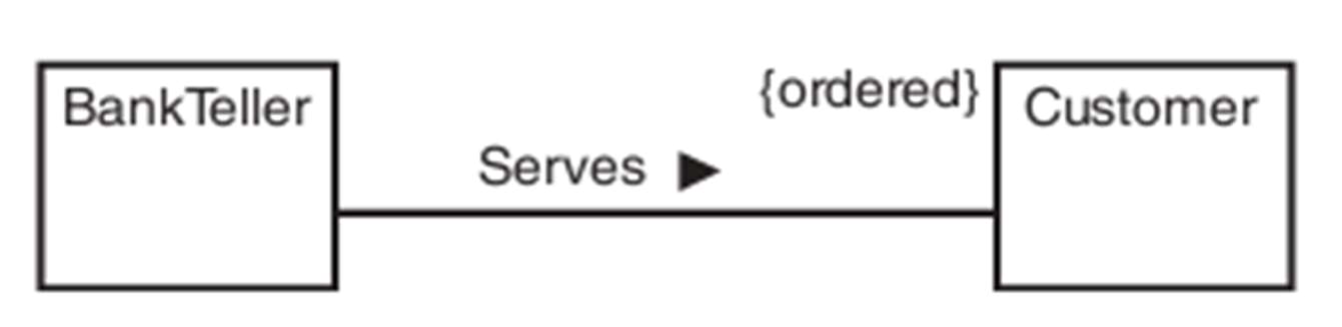 BankTeller
Serves ▶
{ordered}
Customer